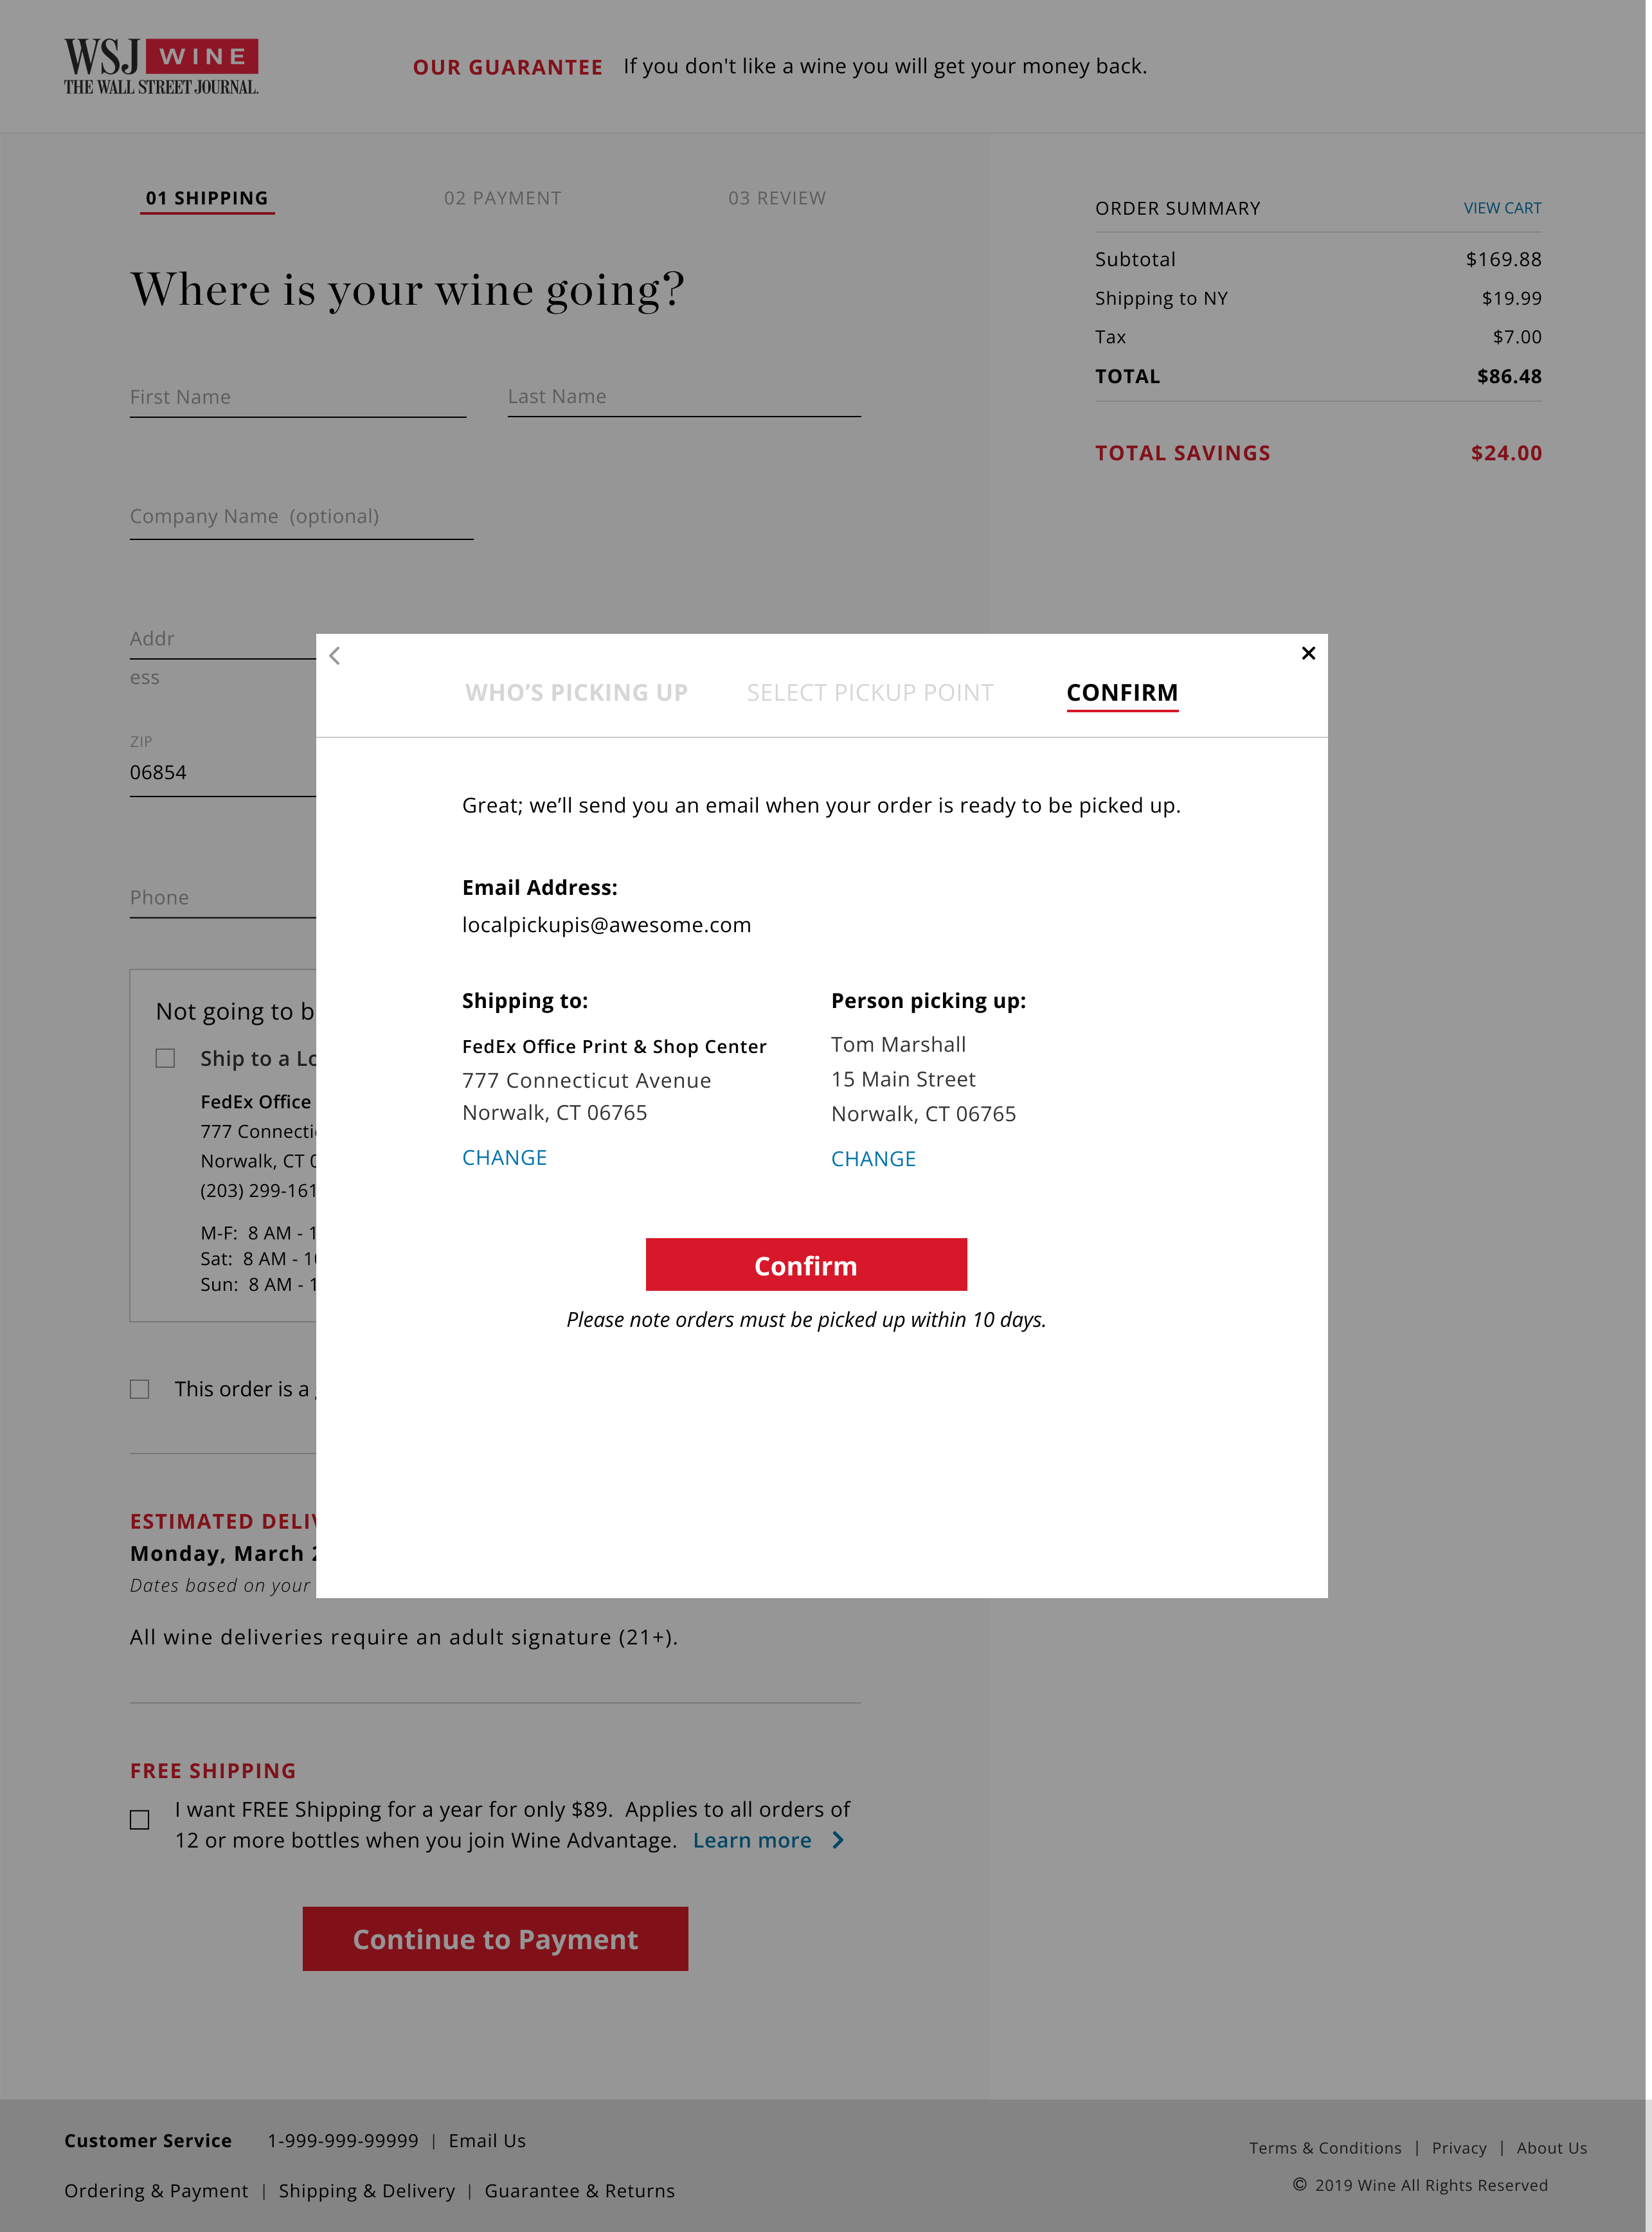 WSJ WINE
THE WALL STREET JOURNAL.
OUR GUARANTEE If you don't like a wine you will get your money back.
01 SHIPPING 02 PAYMENT 03 REVIEW
Where is your wine going?
First Name Last Name
Company Name (optional)
Addr
ess
ZIP
06854
Phone
Not going to b
Ship to a Lo
FedEx Office
777 Connecti
Norwalk, CT
(203) 299-161
M-F: 8 AM - 1
Sat: 8 AM - 1
Sun: 8 AM - 1
This order is a
ESTIMATED DELIV
Monday, March 2
Dates based on your
All wine deliveries require an adult signature (21+).
FREE SHIPPING
I want FREE Shipping for a year for only $89. Applies to all orders of
12 or more bottles when you join Wine Advantage. Learn more
Continue to Payment
ORDER SUMMARY VIEW CART
Subtotal $169.88
Shipping to NY $19.99
Tax $7.00
TOTAL $86.48
TOTAL SAVINGS $24.00
WHO’S PICKING UP SELECT PICKUP POINT CONFIRM
Great; we’ll send you an email when your order is ready to be picked up.
Email Address:
localpickupis@awesome.com
Shipping to:
FedEx Office Print & Shop Center
777 Connecticut Avenue
Norwalk, CT 06765
CHANGE
Person picking up:
Tom Marshall
15 Main Street
Norwalk, CT 06765
CHANGE
Confirm
Please note orders must be picked up within 10 days.
Customer Service 1-999-999-99999 | Email Us
Ordering & Payment | Shipping & Delivery | Guarantee & Returns
Terms & Conditions | Privacy | About Us
© 2019 Wine All Rights Reserved